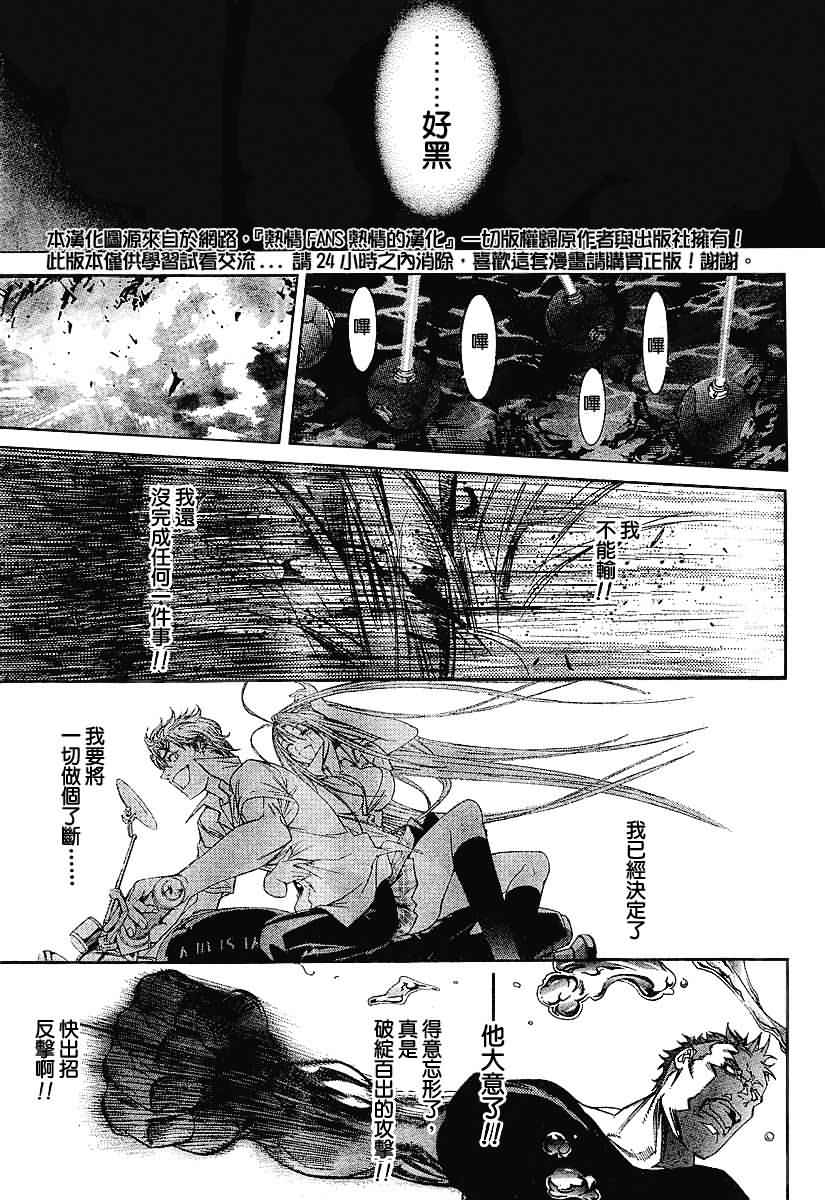 ………好黑
本漢化圖源來自於網路，『熱情FANS熱情的漢化』一切版權歸原作者與出版社擁有！
此版本僅供學習試看交流...請24小時之內消除，喜歡這套漫畫請購買正版！謝謝。
嗶
嗶
嗶
嗶
我
不能輸!!
我還
沒完成任何一件事!!
我已經決定了
我要將
一切做個了斷……
──他大意了!!!
得意忘形了，
真是
破綻百出的攻擊!!
快出招
反擊啊!!